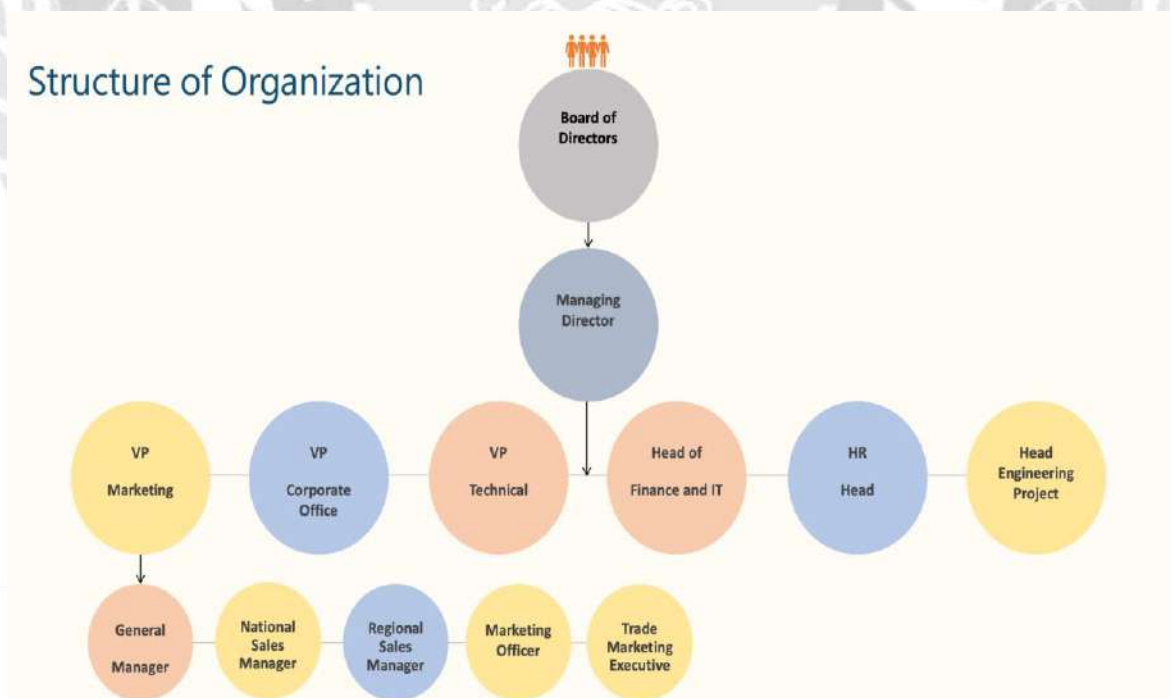 Structure of Organization
Board of
Directors
Managing
Director
VP
Marketing
VP
Corporate
Office
VP
Technical
Head of
Finance and IT
HR
Head
Head
Engineering
Project
General
Manager
National
Sales
Manager
Regional
Sales
Manager
Marketing
Officer
Trade
Marketing
Executive